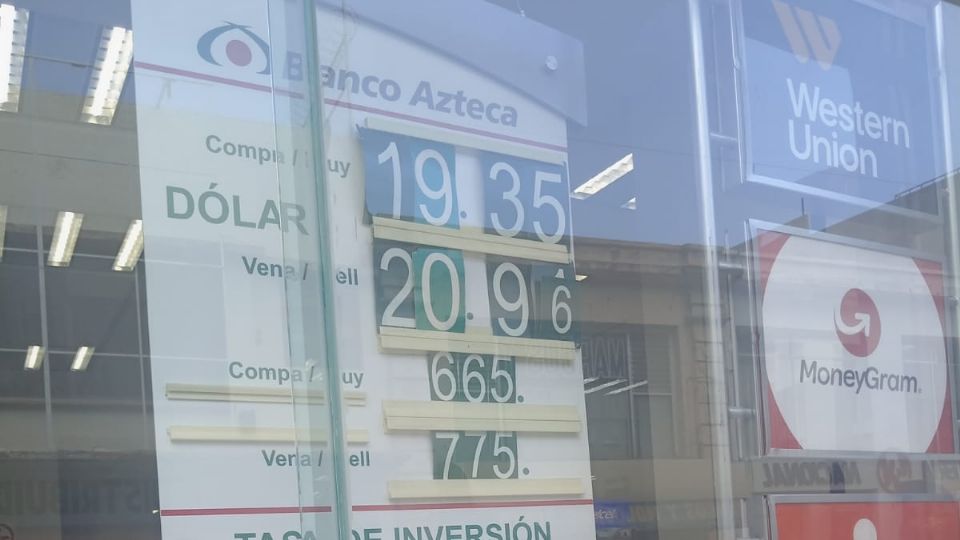 Banco Azteca
Compra / Buy
19.35
DÓLAR
Venta / Sell
20.96
Compra / Buy
665.
Venta / Sell
775.
TASA DE INVERSIÓN
Western
Union
MoneyGram
NACIONAL